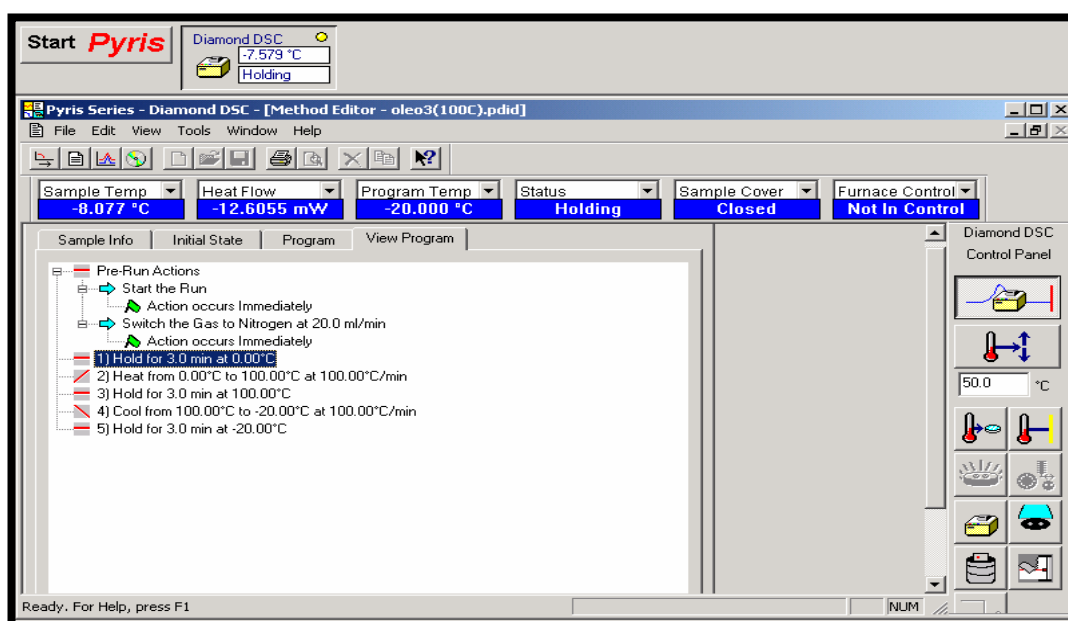 Start Pyris
Diamond DSC
-7.579 °C
Holding
Pyris Series - Diamond DSC - [Method Editor - oleo3(100C).pdid]
File Edit View Tools Window Help
Sample Temp Heat Flow Program Temp Status Sample Cover Furnace Control
-8.077 °C -12.6055 mW -20.000 °C Holding Closed Not In Control
Sample Info Initial State Program View Program
Diamond DSC
Control Panel
Pre-Run Actions
Start the Run
Action occurs Immediately
Switch the Gas to Nitrogen at 20.0 ml/min
Action occurs Immediately
1) Hold for 3.0 min at 0.00°C
2) Heat from 0.00°C to 100.00°C at 100.00°C/min
3) Hold for 3.0 min at 100.00°C
4) Cool from 100.00°C to -20.00°C at 100.00°C/min
5) Hold for 3.0 min at -20.00°C
50.0 °C
Ready. For Help, press F1
NUM